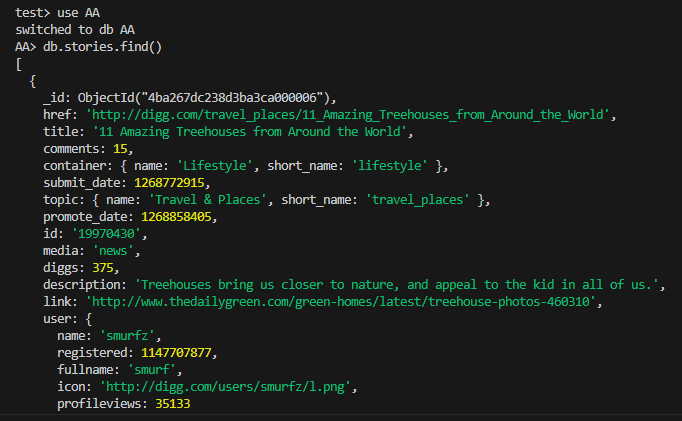 test> use AA
switched to db AA
AA> db.stories.find()
[
  {
    _id: ObjectId("4ba267dc238d3ba3ca000006"),
    href: 'http://digg.com/travel_places/11_Amazing_Treehouses_from_Around_the_World',
    title: '11 Amazing Treehouses from Around the World',
    comments: 15,
    container: { name: 'Lifestyle', short_name: 'lifestyle' },
    submit_date: 1268772915,
    topic: { name: 'Travel & Places', short_name: 'travel_places' },
    promote_date: 1268858405,
    id: '19970430',
    media: 'news',
    diggs: 375,
    description: 'Treehouses bring us closer to nature, and appeal to the kid in all of us.',
    link: 'http://www.thedailygreen.com/green-homes/latest/treehouse-photos-460310',
    user: {
      name: 'smurfz',
      registered: 1147707877,
      fullname: 'smurf',
      icon: 'http://digg.com/users/smurfz/l.png',
      profileviews: 35133